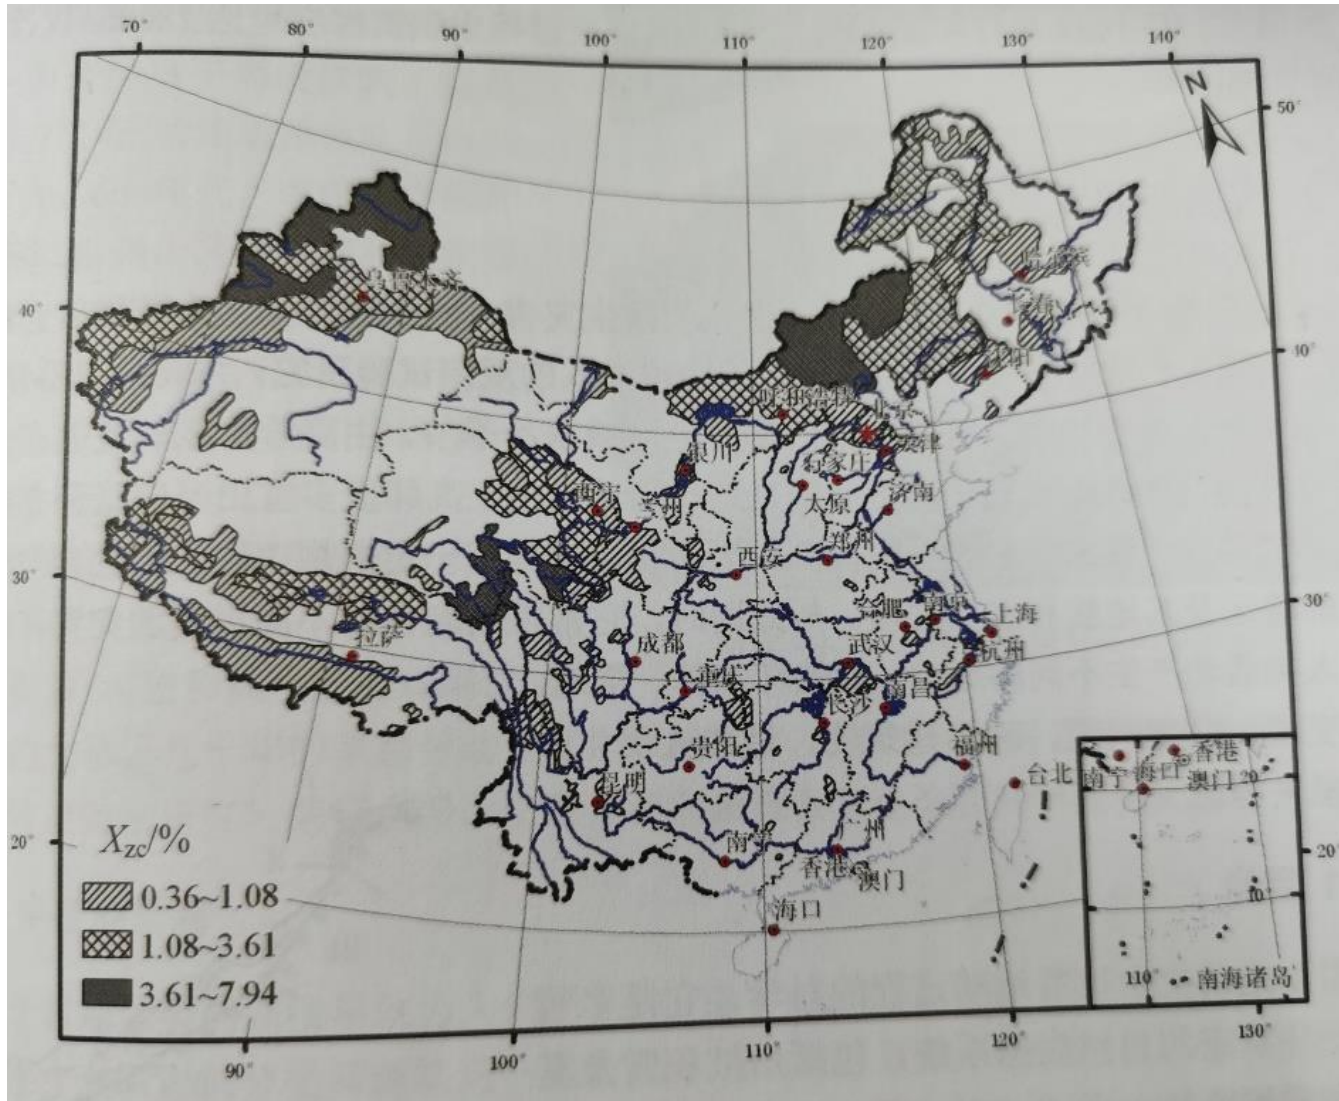 70° 80° 90° 100° 110° 120° 130° 140°
50°
40°
40°
30°
30°
20°
20°
乌鲁木齐
哈尔滨
长春
沈阳
呼和浩特
北京
天津
银川
石家庄
太原
济南
西宁
兰州
西安
郑州
合肥
南京
上海
杭州
拉萨
成都
武汉
重庆
南昌
长沙
贵阳
福州
昆明
台北
广州
南宁
香港
澳门
海口
南宁
海口
香港
澳门
20°
10°
110°
南海诸岛
X_zc/%
0.36~1.08
1.08~3.61
3.61~7.94
90° 100° 110° 120° 130°
N